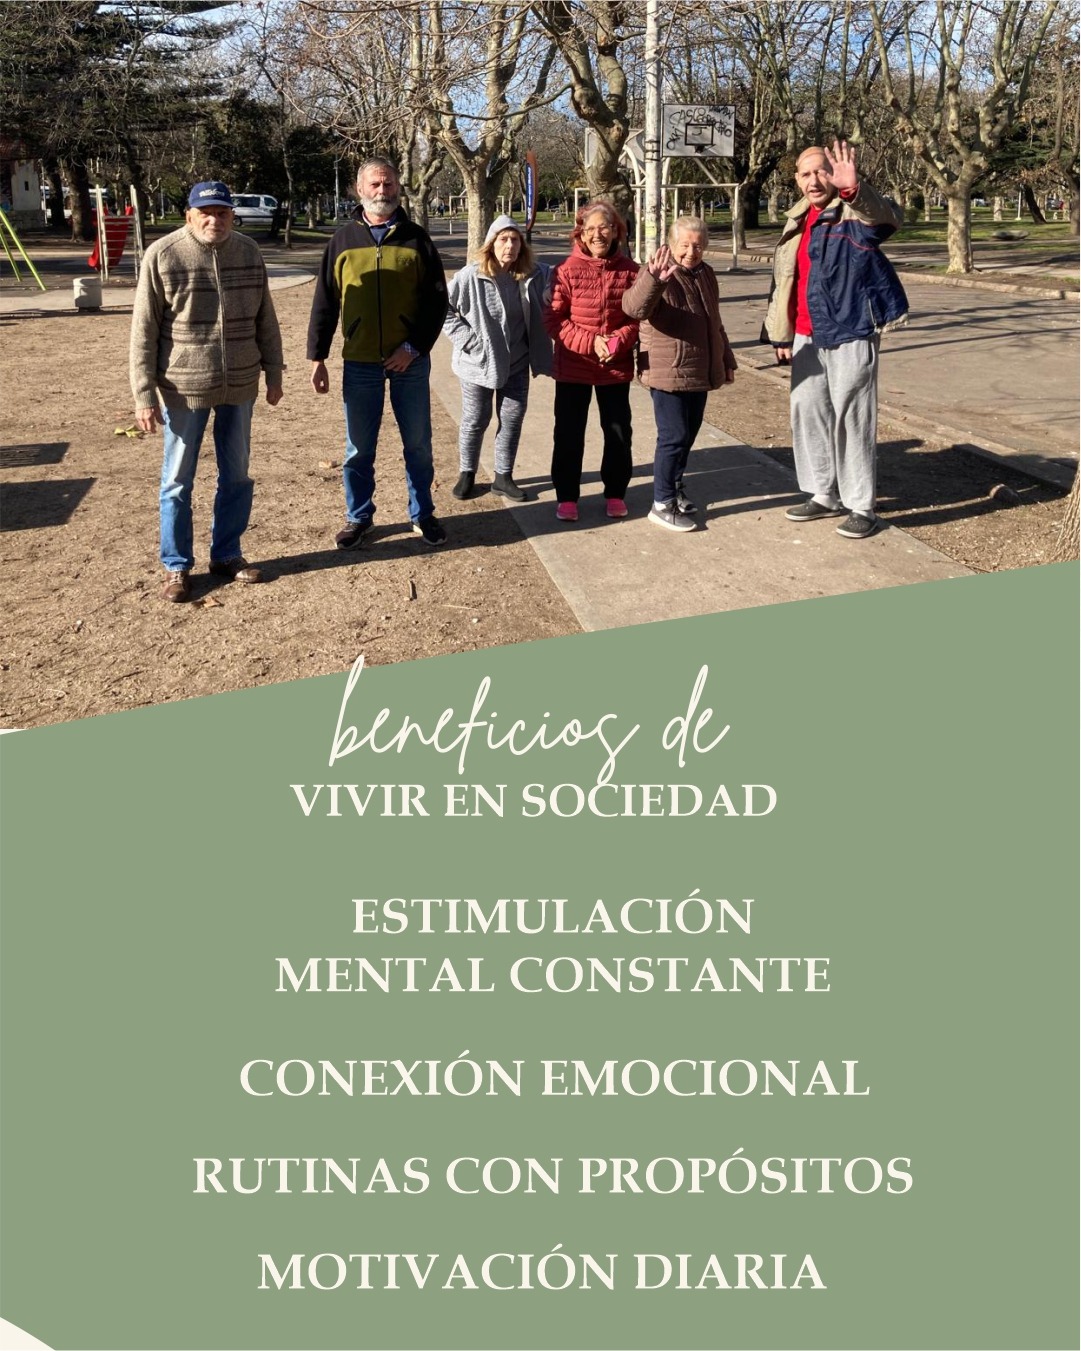 beneficios de
VIVIR EN SOCIEDAD
ESTIMULACIÓN
MENTAL CONSTANTE
CONEXIÓN EMOCIONAL
RUTINAS CON PROPÓSITOS
MOTIVACIÓN DIARIA